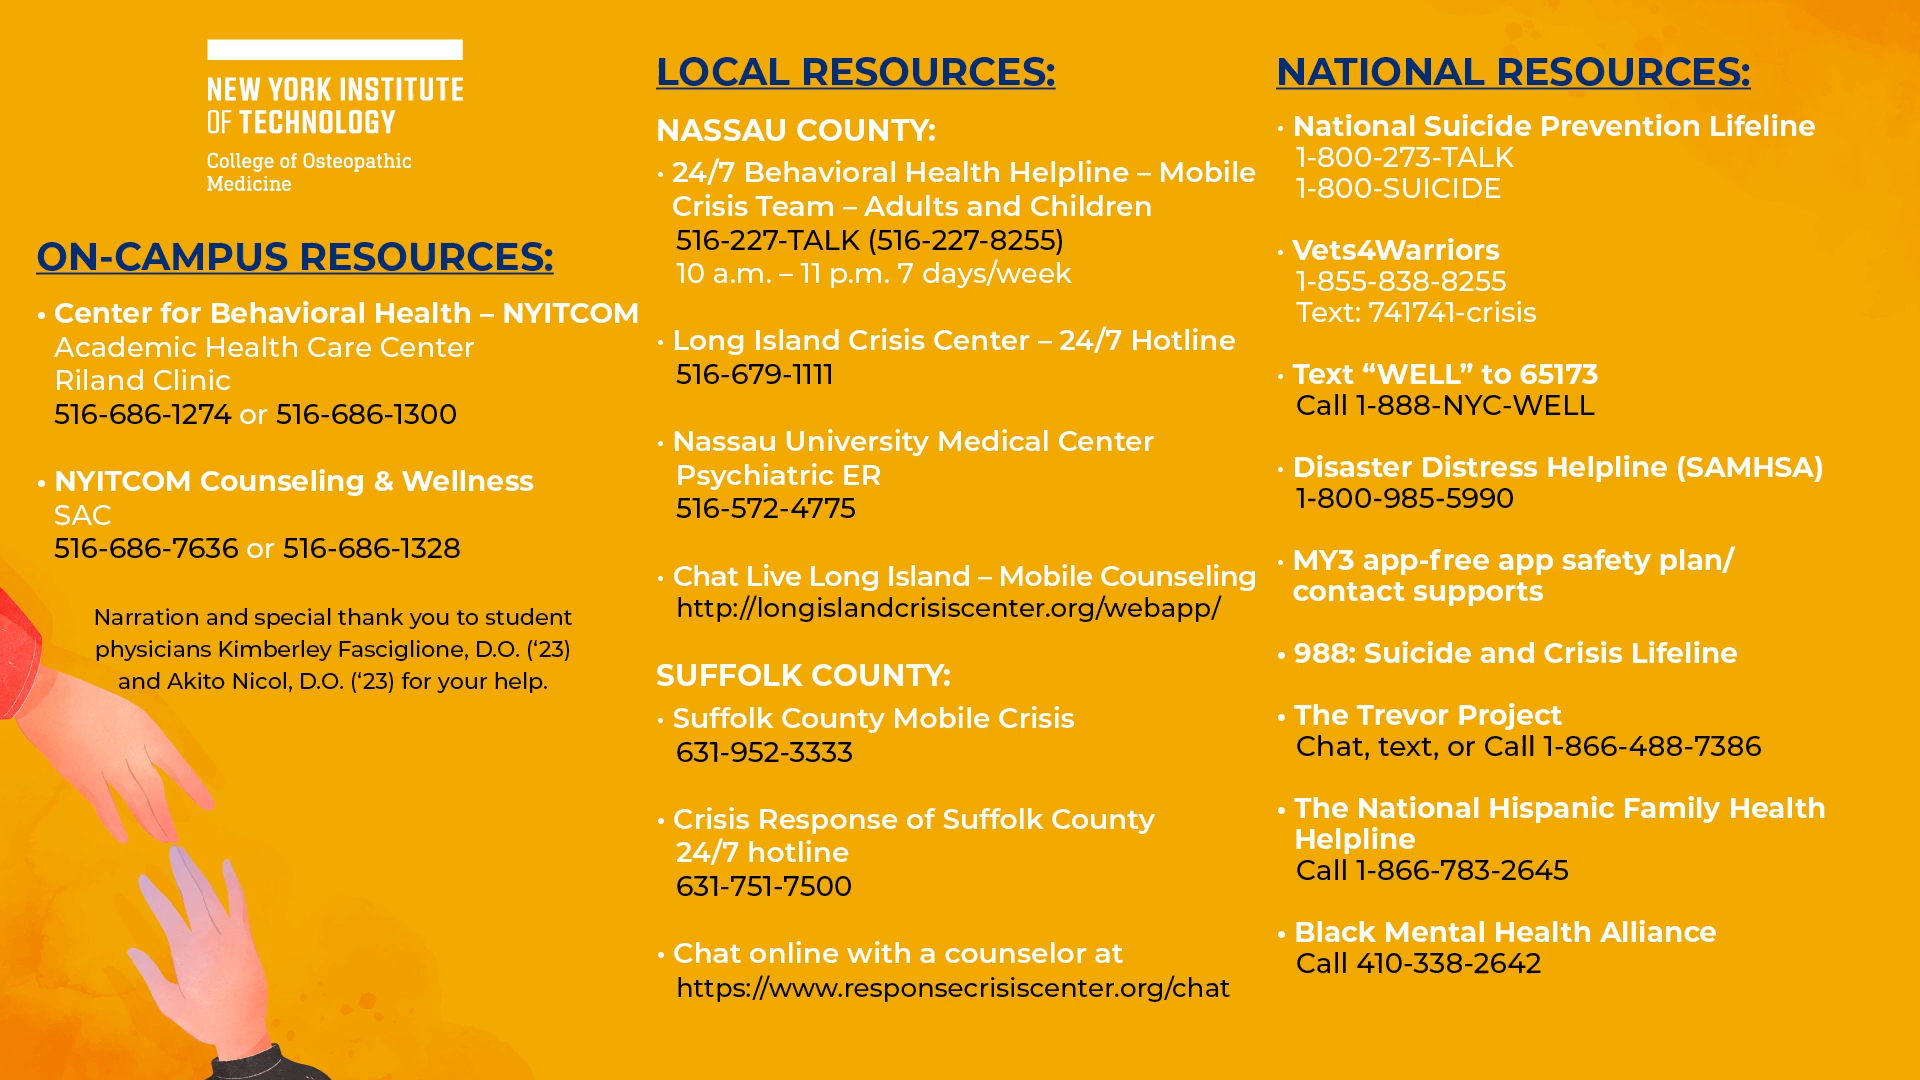 NEW YORK INSTITUTE
OF TECHNOLOGY
College of Osteopathic
Medicine
ON-CAMPUS RESOURCES:
• Center for Behavioral Health – NYITCOM
Academic Health Care Center
Riland Clinic
516-686-1274 or 516-686-1300
• NYITCOM Counseling & Wellness
SAC
516-686-7636 or 516-686-1328
Narration and special thank you to student
physicians Kimberley Fasciglione, D.O. (‘23)
and Akito Nicol, D.O. (‘23) for your help.
LOCAL RESOURCES:
NASSAU COUNTY:
• 24/7 Behavioral Health Helpline – Mobile
Crisis Team – Adults and Children
516-227-TALK (516-227-8255)
10 a.m. – 11 p.m. 7 days/week
• Long Island Crisis Center – 24/7 Hotline
516-679-1111
• Nassau University Medical Center
Psychiatric ER
516-572-4775
• Chat Live Long Island – Mobile Counseling
http://longislandcrisiscenter.org/webapp/
SUFFOLK COUNTY:
• Suffolk County Mobile Crisis
631-952-3333
• Crisis Response of Suffolk County
24/7 hotline
631-751-7500
• Chat online with a counselor at
https://www.responsecrisiscenter.org/chat
NATIONAL RESOURCES:
• National Suicide Prevention Lifeline
1-800-273-TALK
1-800-SUICIDE
• Vets4Warriors
1-855-838-8255
Text: 741741-crisis
• Text “WELL” to 65173
Call 1-888-NYC-WELL
• Disaster Distress Helpline (SAMHSA)
1-800-985-5990
• MY3 app-free app safety plan/
contact supports
• 988: Suicide and Crisis Lifeline
• The Trevor Project
Chat, text, or Call 1-866-488-7386
• The National Hispanic Family Health
Helpline
Call 1-866-783-2645
• Black Mental Health Alliance
Call 410-338-2642